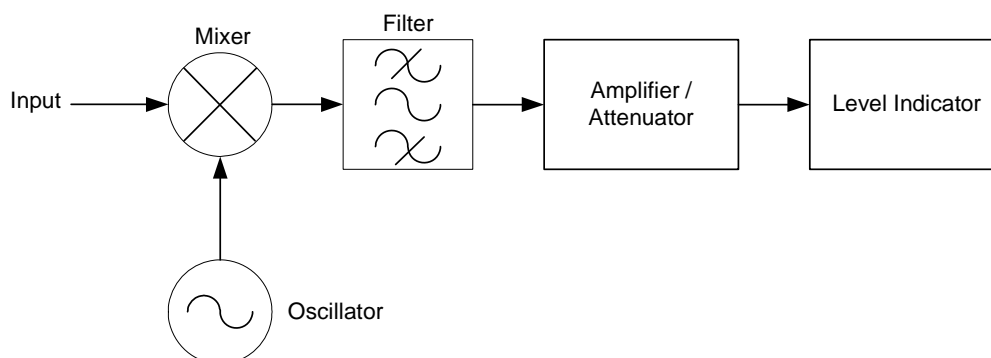 Filter
Mixer
Input
Amplifier /
Attenuator
Level Indicator
Oscillator